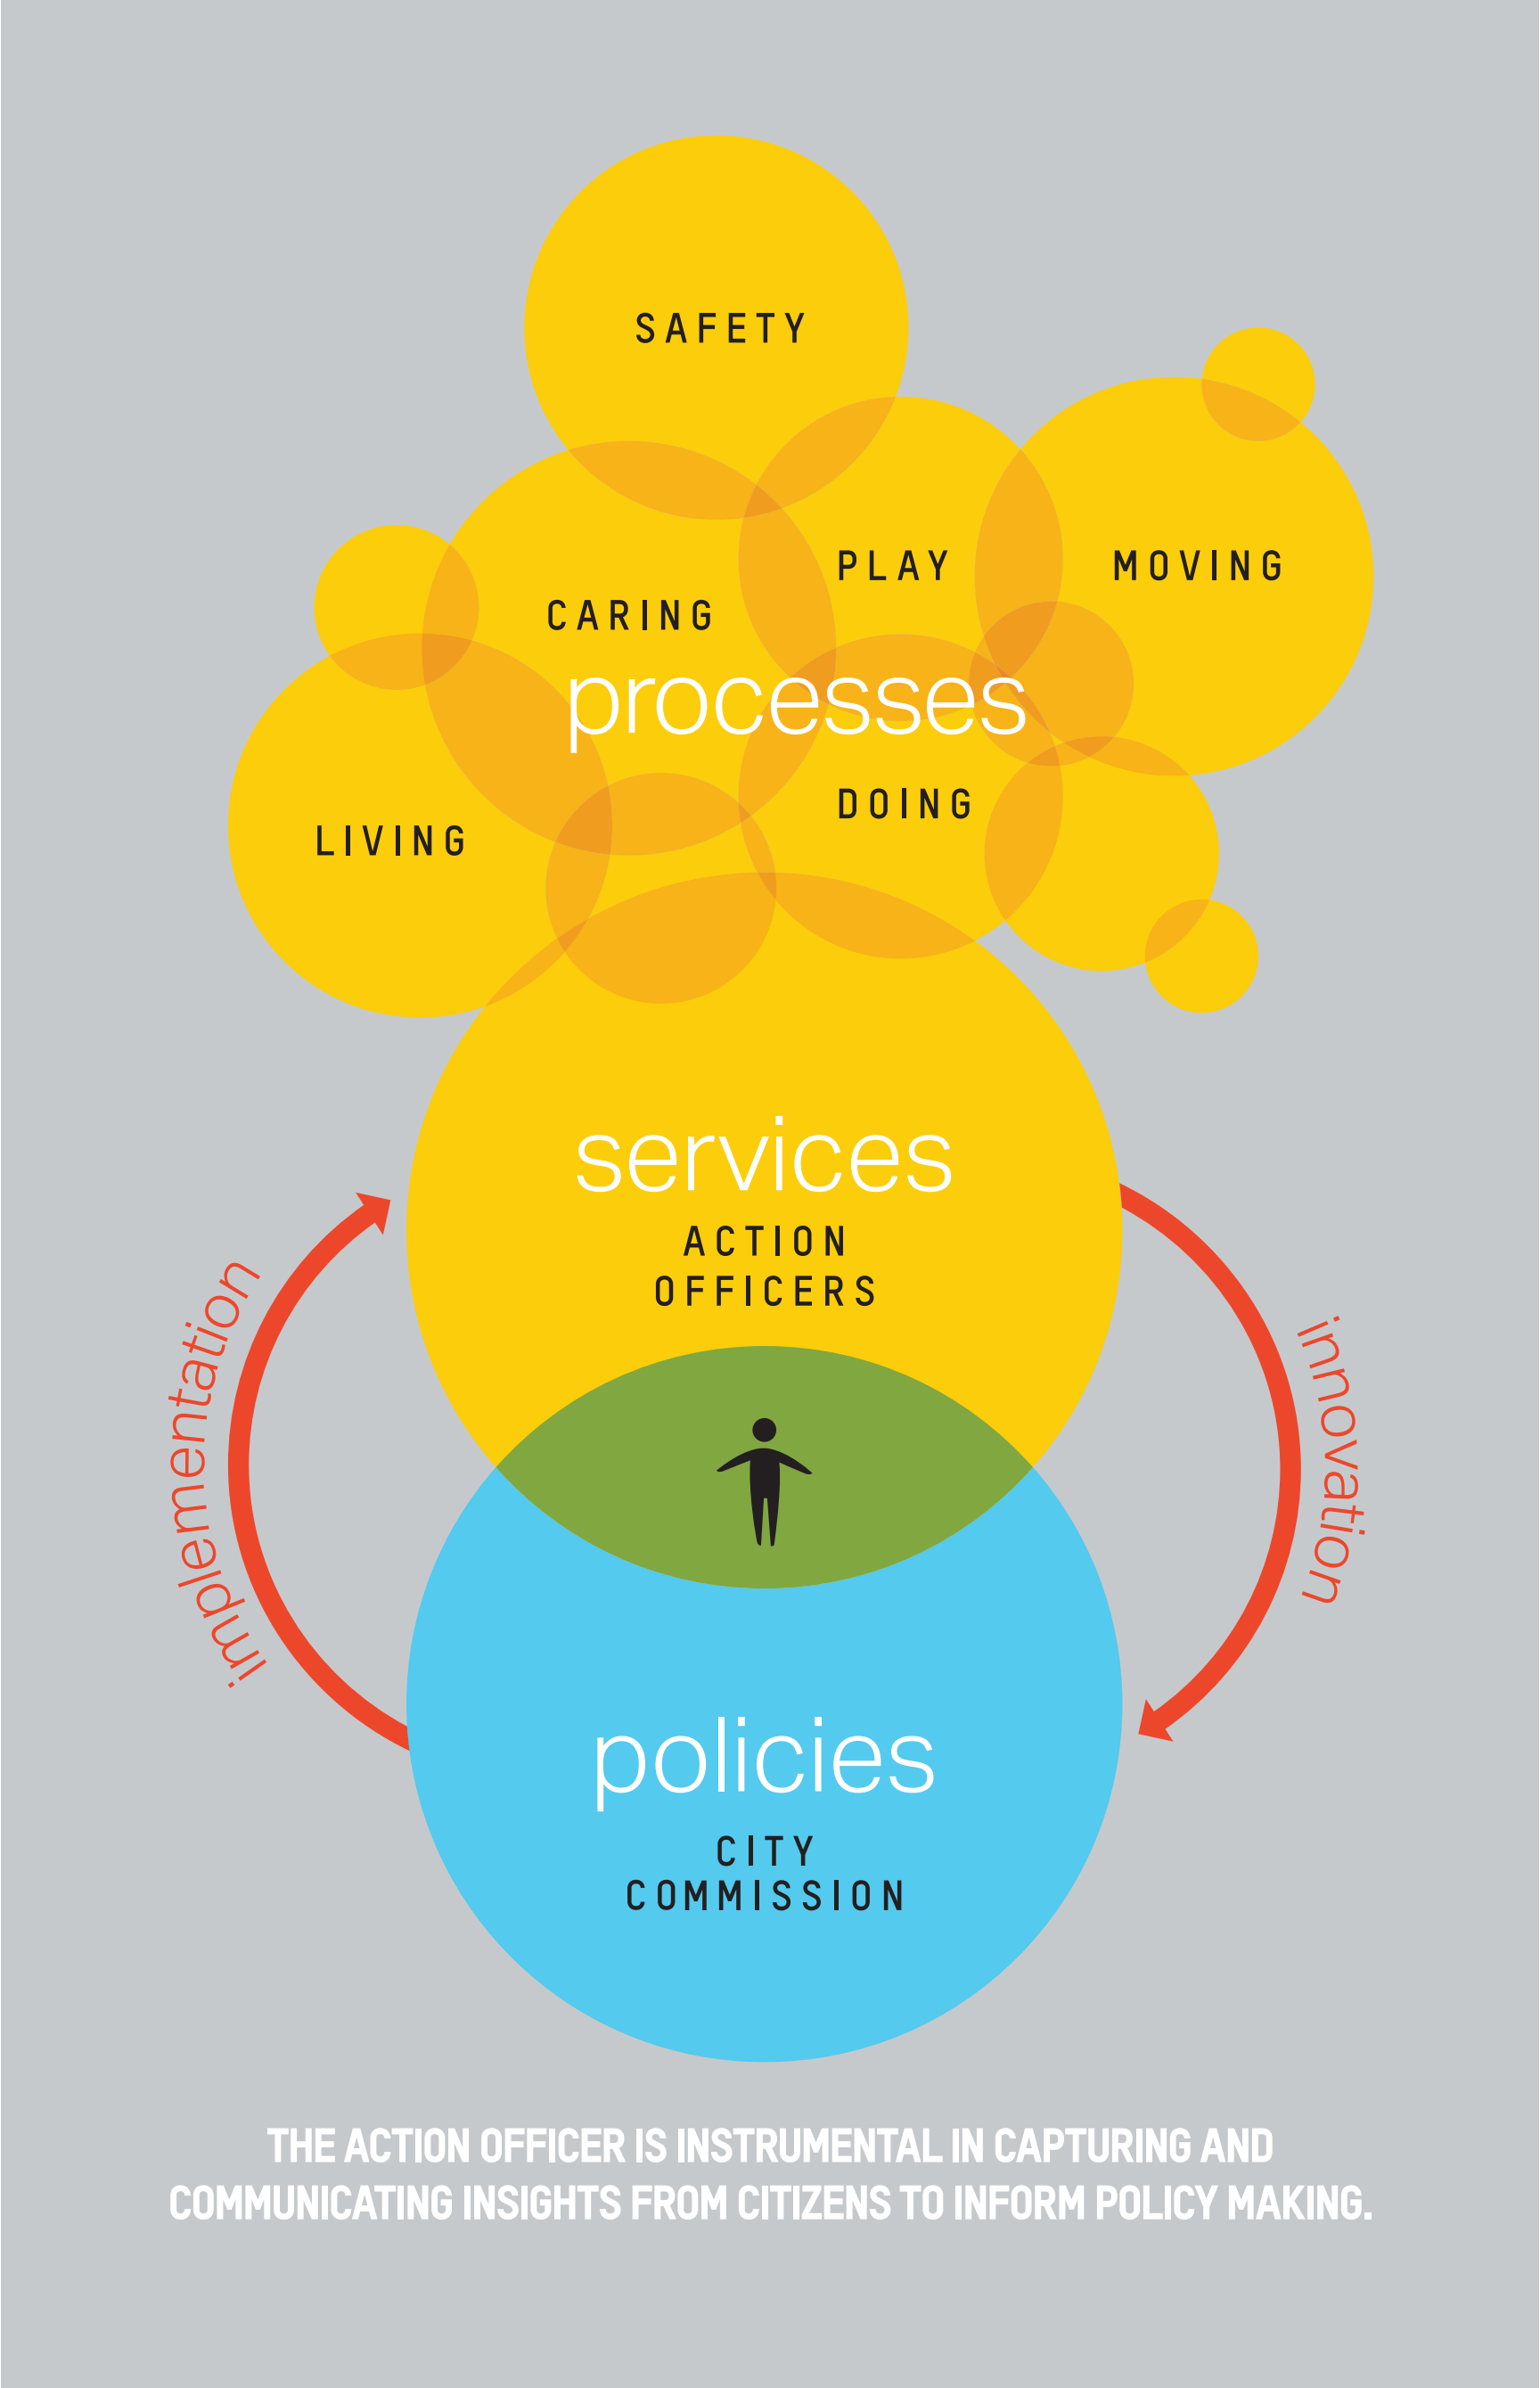 SAFETY
PLAY
MOVING
CARING
processes
DOING
LIVING
services
ACTION
OFFICERS
implementation
innovation
policies
CITY
COMMISSION
THE ACTION OFFICER IS INSTRUMENTAL IN CAPTURING AND
COMMUNICATING INSIGHTS FROM CITIZENS TO INFORM POLICY MAKING.